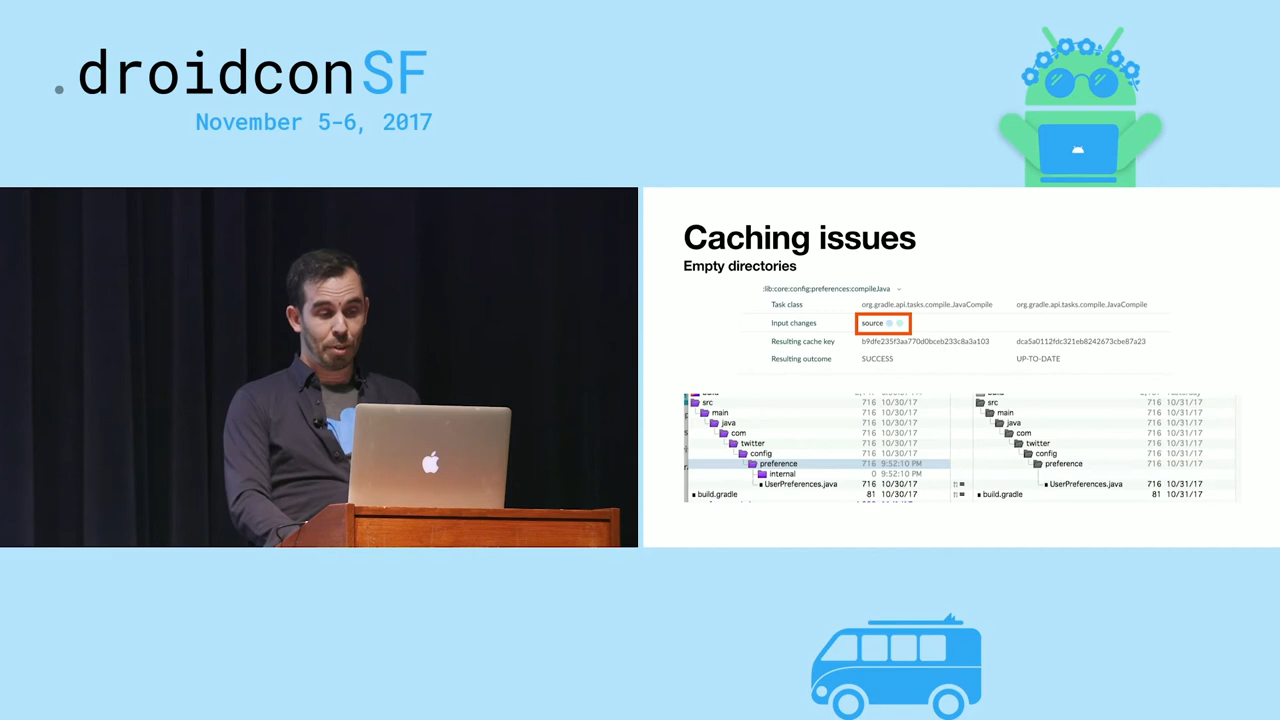 .droidconSF
November 5-6, 2017
Caching issues
Empty directories
:lib:core:config:preferences:compileJava
Task class org.gradle.api.tasks.compile.JavaCompile org.gradle.api.tasks.compile.JavaCompile
Input changes source
Resulting cache key b9dfe235f3aa770d0bceb233c8a3a103 dca5a0112fdc321eb8242673cbe87a23
Resulting outcome SUCCESS UP-TO-DATE
src 716 10/30/17 src 716 10/31/17
main 716 10/30/17 main 716 10/31/17
java 716 10/30/17 java 716 10/31/17
com 716 10/30/17 com 716 10/31/17
twitter 716 10/30/17 twitter 716 10/31/17
config 716 10/30/17 config 716 10/31/17
preference 716 9:52:10 PM preference 716 10/31/17
internal 0 9:52:10 PM
UserPreferences.java 716 10/30/17 UserPreferences.java 716 10/31/17
build.gradle 81 10/30/17 build.gradle 81 10/31/17